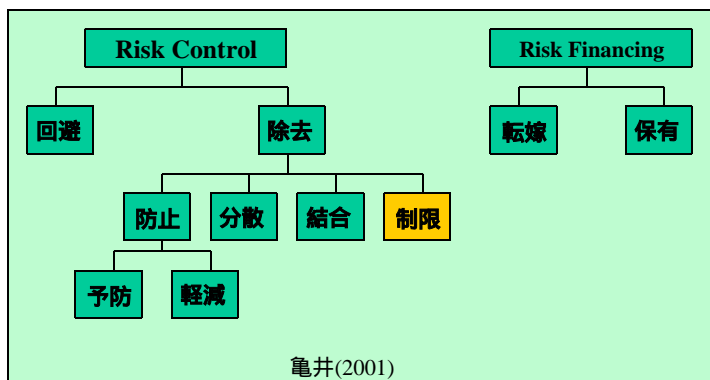 Risk Control
Risk Financing
回避
除去
転嫁
保有
防止
分散
結合
制限
予防
軽減
亀井(2001)